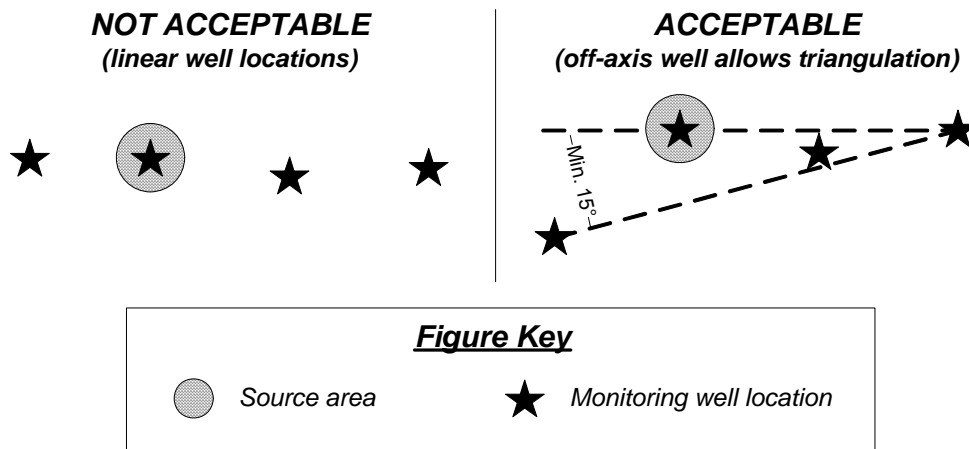 NOT ACCEPTABLE
(linear well locations)
ACCEPTABLE
(off-axis well allows triangulation)
Min. 15°
Figure Key
Source area
Monitoring well location